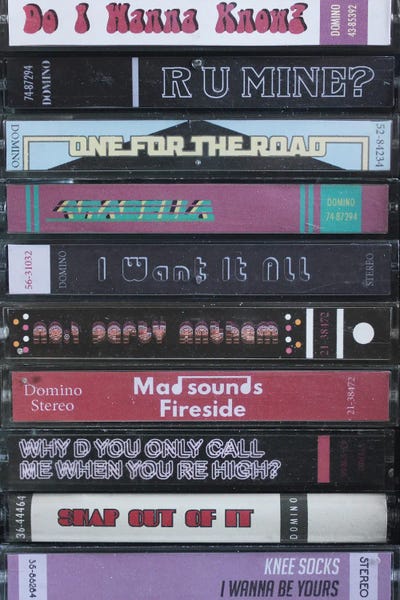 Do I Wanna Know?
DOMINO
43-85392
74-87294
DOMINO
R U MINE?
DOMINO
ONE FOR THE ROAD
52-84234
ARABELLA
DOMINO
74-87294
56-31032
DOMINO
I Want It All
STEREO
no.1 Party Anthem
21-38472
Domino
Stereo
Mad sounds
Fireside
21-38472
WHY D YOU ONLY CALL
ME WHEN YOU RE HIGH?
36-44464
SNAP OUT OF IT
DOMINO
35-66284
KNEE SOCKS
I WANNA BE YOURS
STEREO